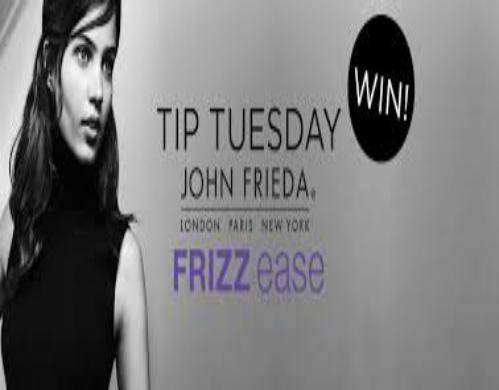 WIN!
TIP TUESDAY
JOHN FRIEDA®
LONDON PARIS NEW YORK
FRIZZ ease